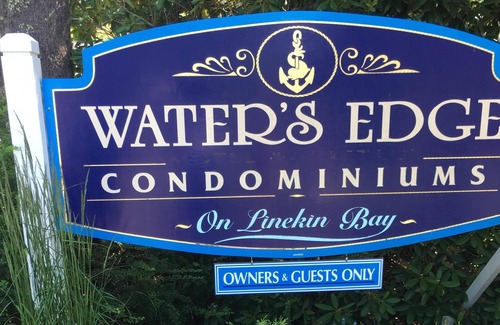 WATER'S EDGE
CONDOMINIUMS
~ On Linekin Bay ~
OWNERS & GUESTS ONLY